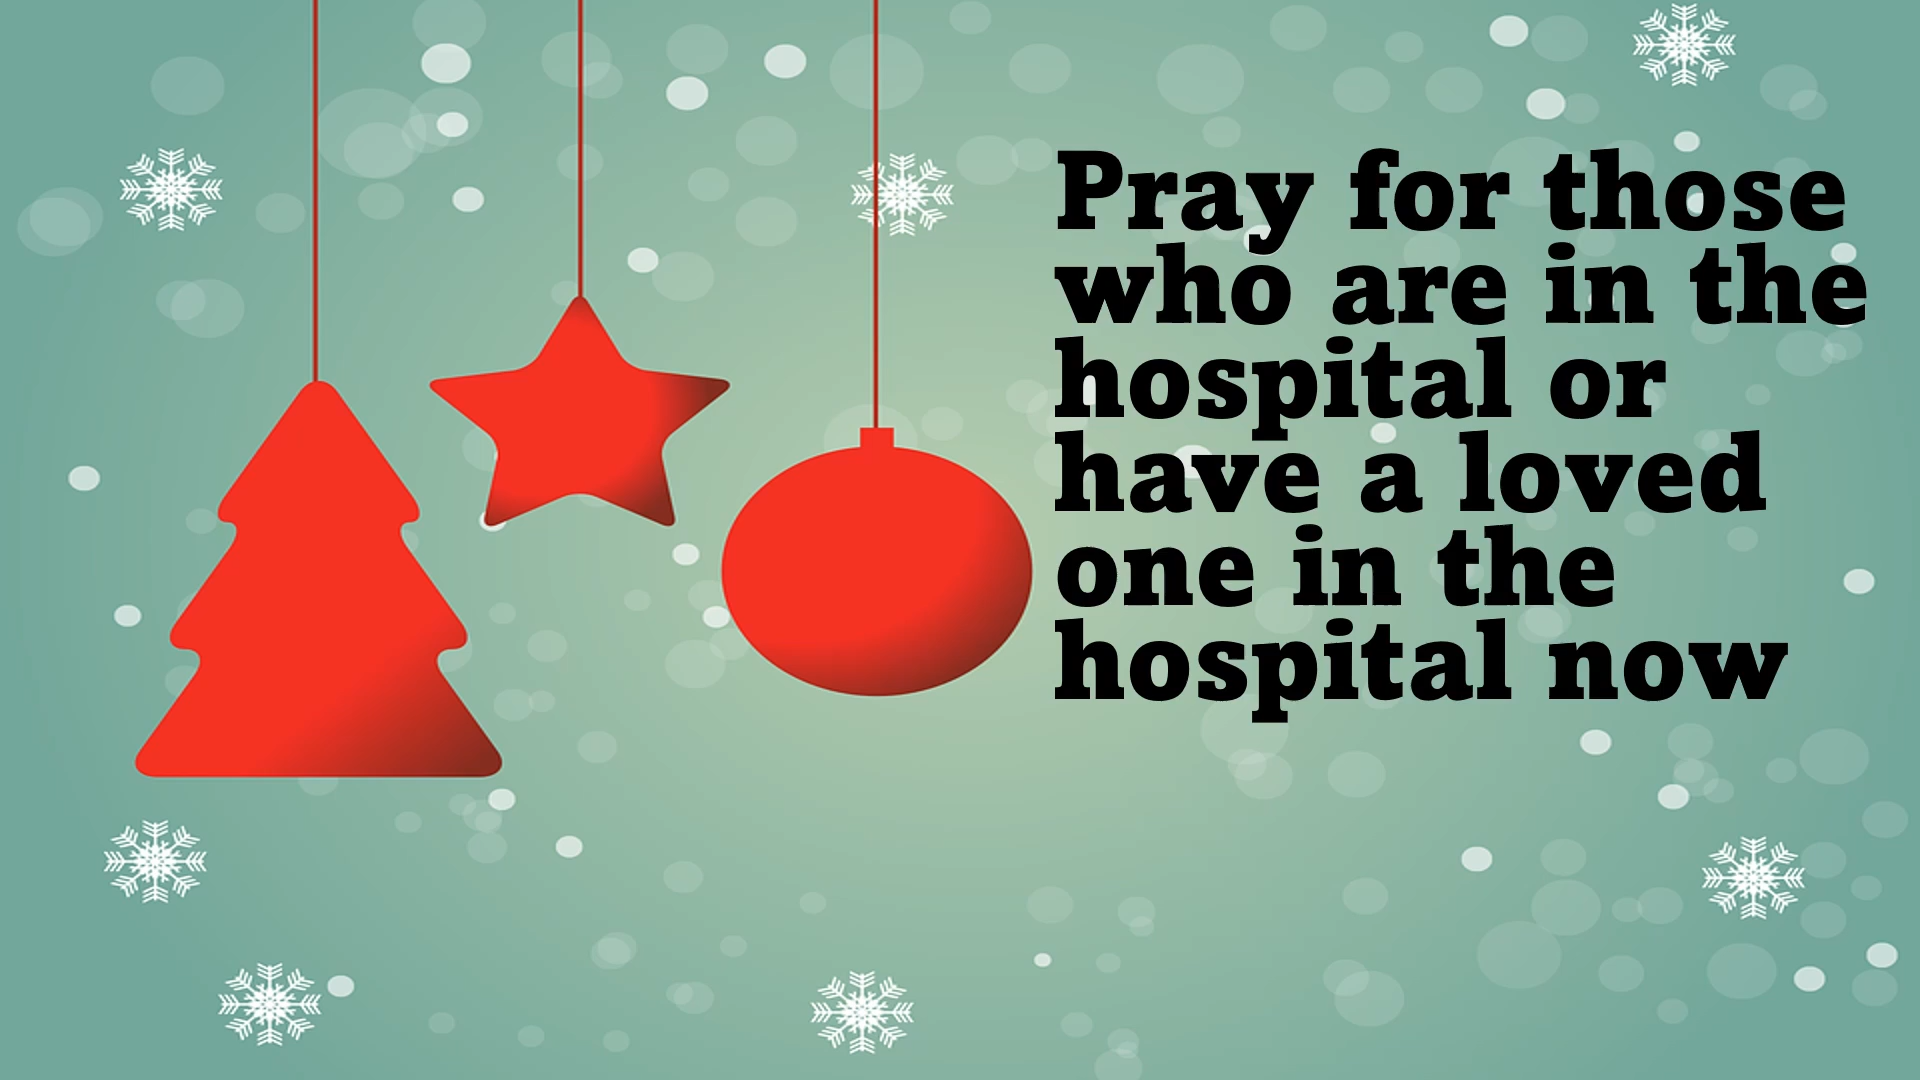 Pray for those
who are in the
hospital or
have a loved
one in the
hospital now